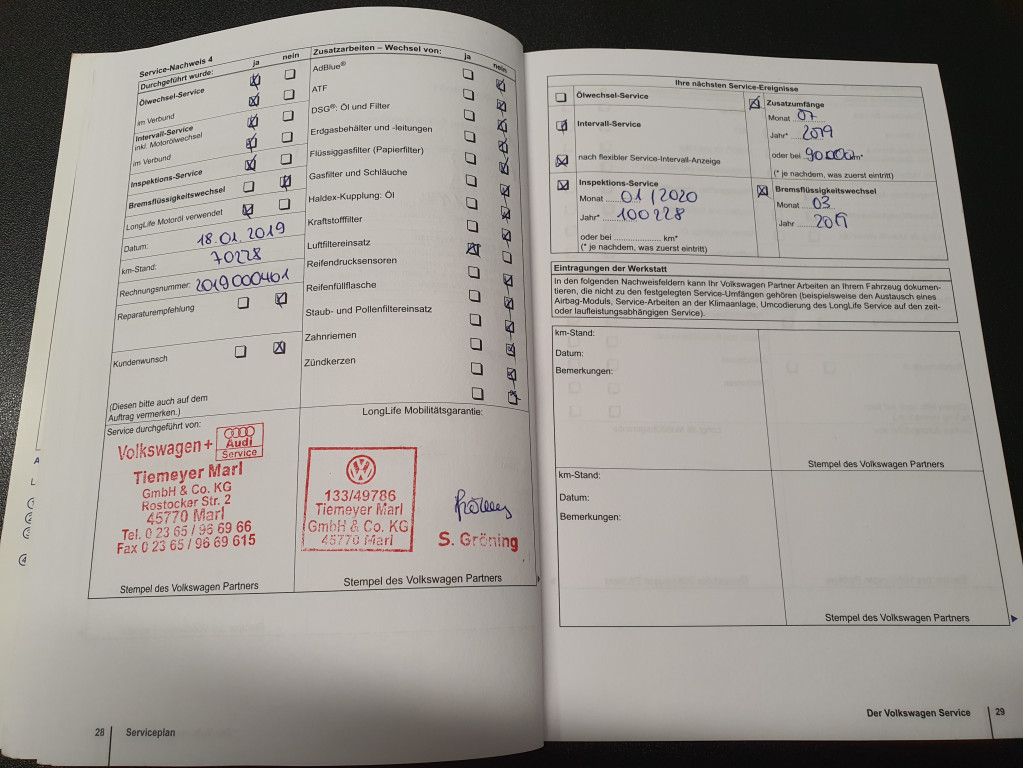 Service-Nachweis 4
Durchgeführt wurde: ja nein
Ölwechsel-Service
im Verbund
Intervall-Service
inkl. Motorölwechsel
im Verbund
Inspektions-Service
Bremsflüssigkeitswechsel
LongLife Motoröl verwendet
Datum: 18.01.2019
km-Stand: 70228
Rechnungsnummer: 2019000401
Reparaturempfehlung
Kundenwunsch
(Diesen bitte auch auf dem
Auftrag vermerken.)
Zusatzarbeiten – Wechsel von: ja nein
AdBlue®
ATF
DSG®: Öl und Filter
Erdgasbehälter und -leitungen
Flüssiggasfilter (Papierfilter)
Gasfilter und Schläuche
Haldex-Kupplung: Öl
Kraftstofffilter
Luftfiltereinsatz
Reifendrucksensoren
Reifenfüllflasche
Staub- und Pollenfiltereinsatz
Zahnriemen
Zündkerzen
Service durchgeführt von:
Volkswagen + Audi
Service
Tiemeyer Marl
GmbH & Co. KG
Rostocker Str. 2
45770 Marl
Tel. 0 23 65 / 96 69 66
Fax 0 23 65 / 96 69 615
Stempel des Volkswagen Partners
LongLife Mobilitätsgarantie:
133/49786
Tiemeyer Marl
GmbH & Co. KG
45770 Marl
S. Gröning
Stempel des Volkswagen Partners
28 Serviceplan
Ihre nächsten Service-Ereignisse
Ölwechsel-Service
Intervall-Service
nach flexibler Service-Intervall-Anzeige
Zusatzumfänge
Monat 07
Jahr* 2019
oder bei 90.000 km*
(* je nachdem, was zuerst eintritt)
Inspektions-Service
Monat 01/2020
Jahr* 100228
oder bei km*
(* je nachdem, was zuerst eintritt)
Bremsflüssigkeitswechsel
Monat 03
Jahr 2019
Eintragungen der Werkstatt
In den folgenden Nachweisfeldern kann Ihr Volkswagen Partner Arbeiten an Ihrem Fahrzeug dokumen-
tieren, die nicht zu den festgelegten Service-Umfängen gehören (beispielsweise den Austausch eines
Airbag-Moduls, Service-Arbeiten an der Klimaanlage, Umcodierung des LongLife Service auf den zeit-
oder laufleistungsabhängigen Service).
km-Stand:
Datum:
Bemerkungen:
Stempel des Volkswagen Partners
km-Stand:
Datum:
Bemerkungen:
Stempel des Volkswagen Partners
Der Volkswagen Service 29